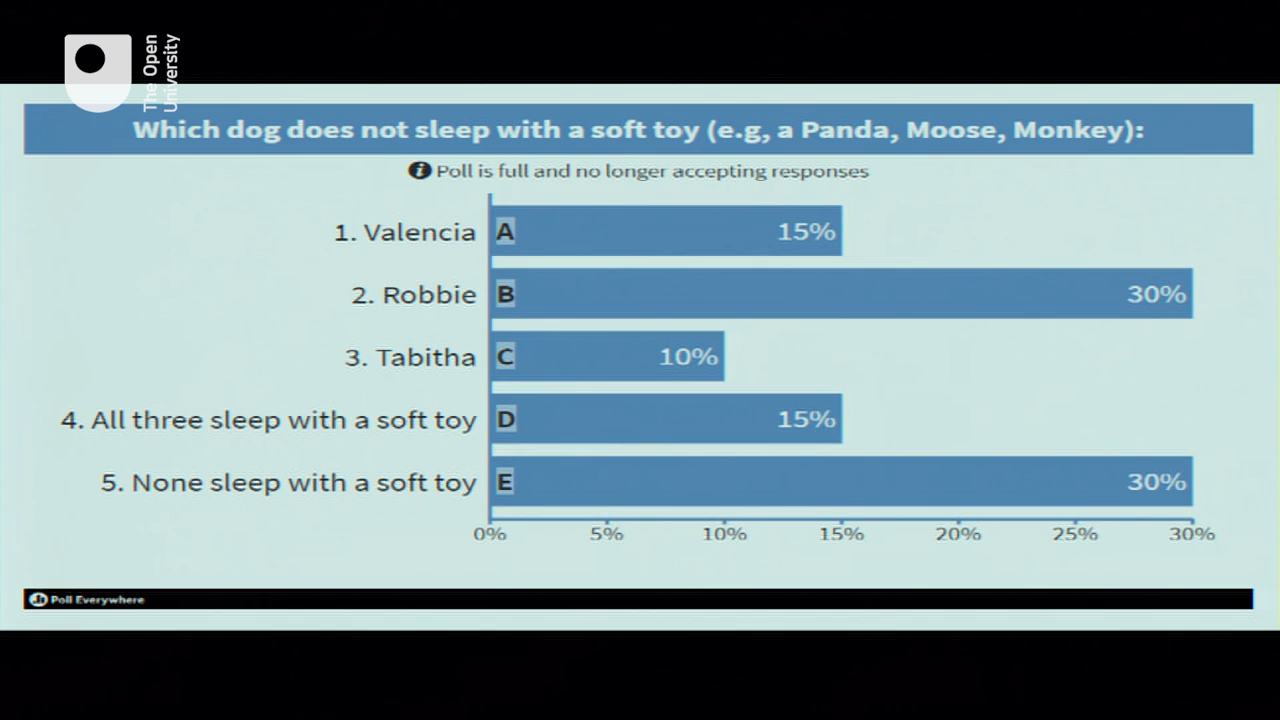 The Open
University
Which dog does not sleep with a soft toy (e.g, a Panda, Moose, Monkey):
Poll is full and no longer accepting responses
1. Valencia A 15%
2. Robbie B 30%
3. Tabitha C 10%
4. All three sleep with a soft toy D 15%
5. None sleep with a soft toy E 30%
0% 5% 10% 15% 20% 25% 30%
Poll Everywhere